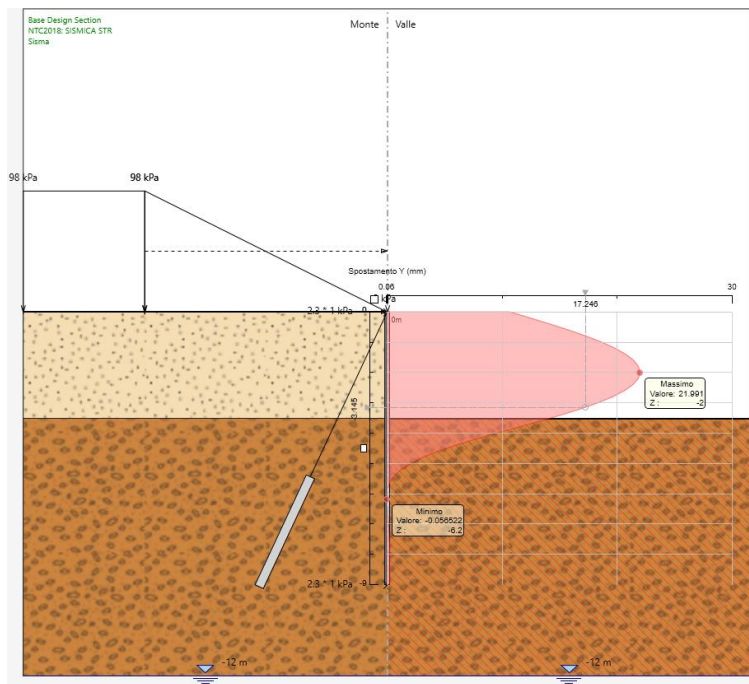 Base Design Section
NTC2018: SISMICA STR
Sisma
Monte Valle
98 kPa
98 kPa
Spostamento Y (mm)
0.00
30
kPa
17.246
2.3 * 1 kPa
0
0m
Massimo
Valore: 21.991
Z : -2
-3.145
Minimo
Valore: -0.056522
Z : -6.2
2.3 * 1 kPa
-9
-12 m
-12 m